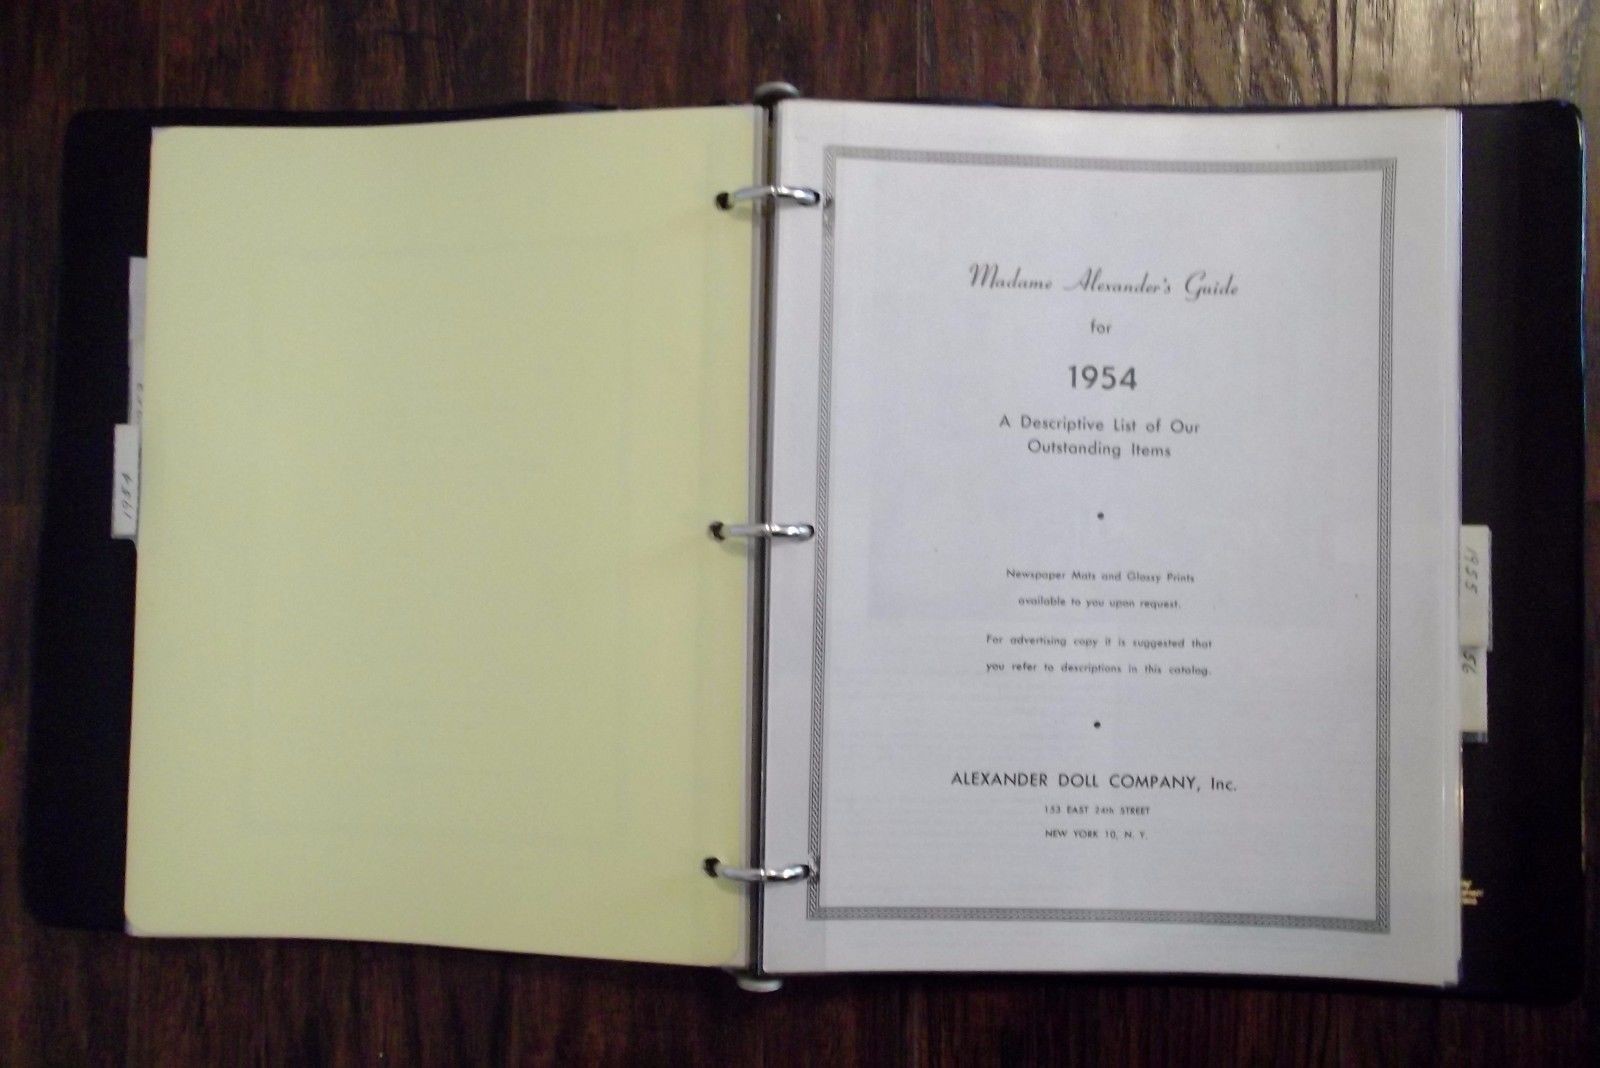 Madame Alexander's Guide
for
1954
A Descriptive List of Our
Outstanding Items
Newspaper Mats and Glossy Prints
available to you upon request.
For advertising copy it is suggested that
you refer to descriptions in this catalog.
ALEXANDER DOLL COMPANY, Inc.
153 EAST 24th STREET
NEW YORK 10, N. Y.
1954
1955
56